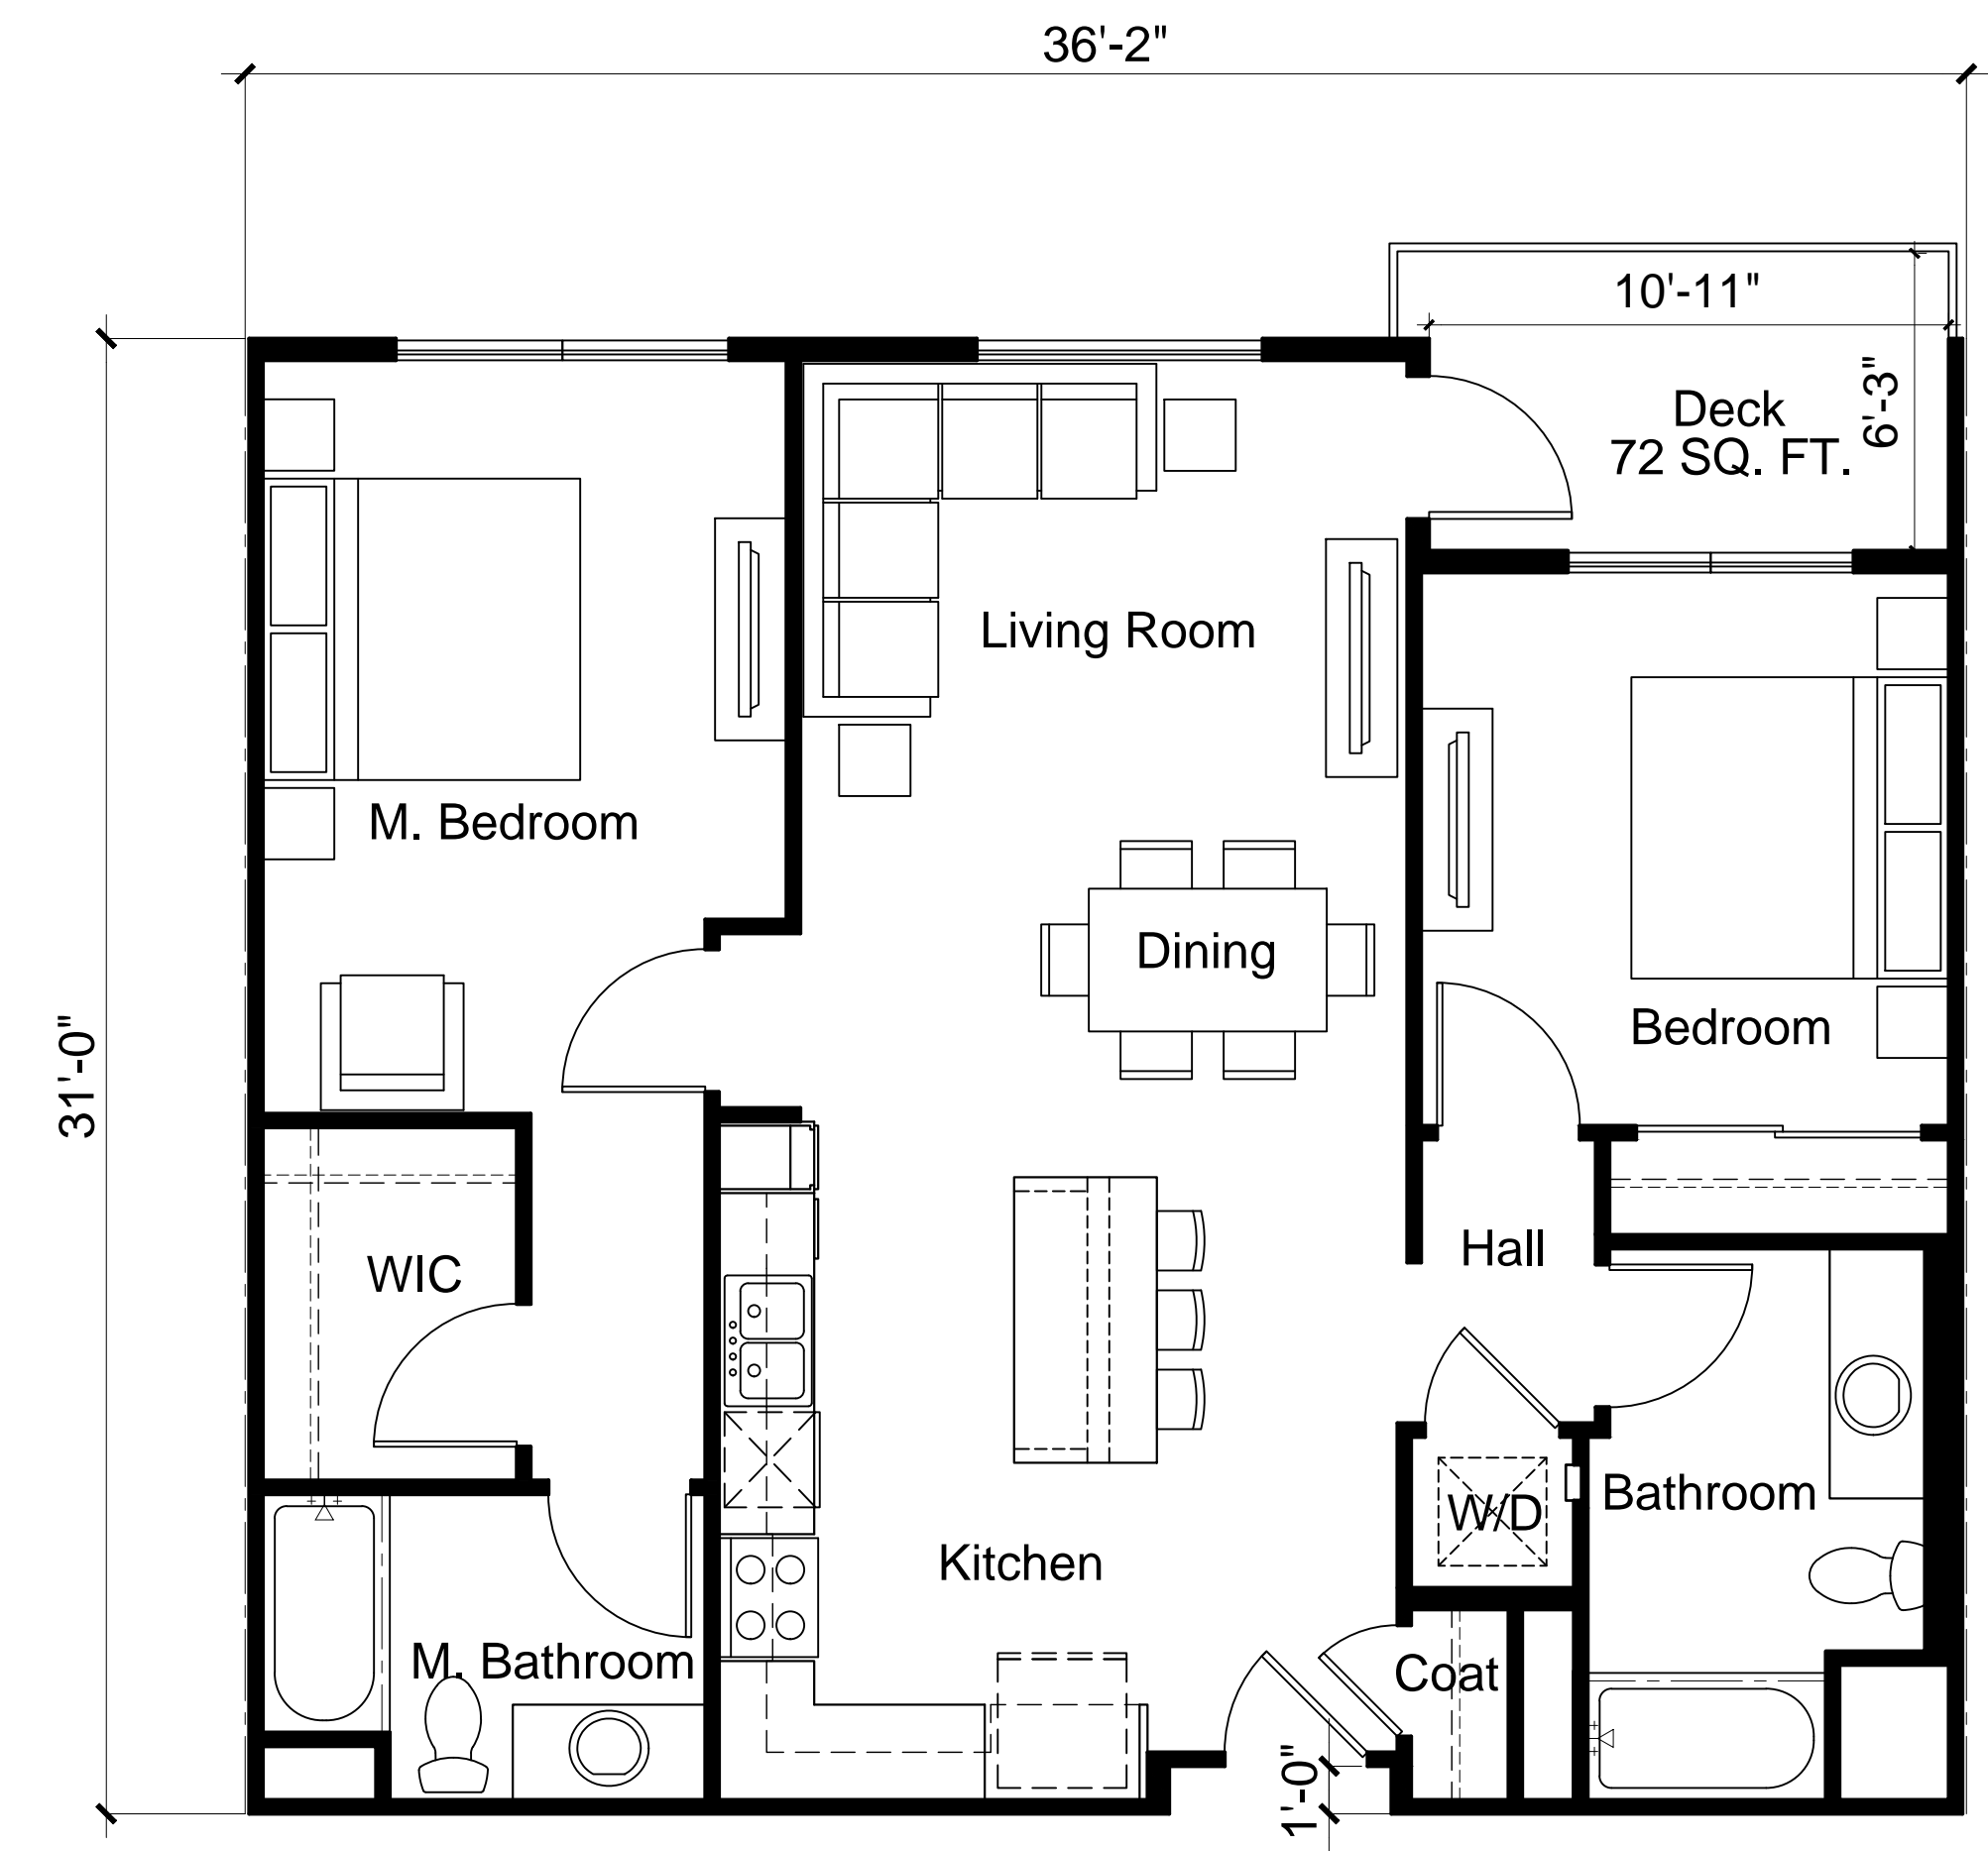 36'-2"
10'-11"
Deck
72 SQ. FT.
6'-3"
Living Room
M. Bedroom
Dining
Bedroom
31'-0"
Hall
WIC
Bathroom
W/D
Kitchen
M. Bathroom
Coat
1'-0"